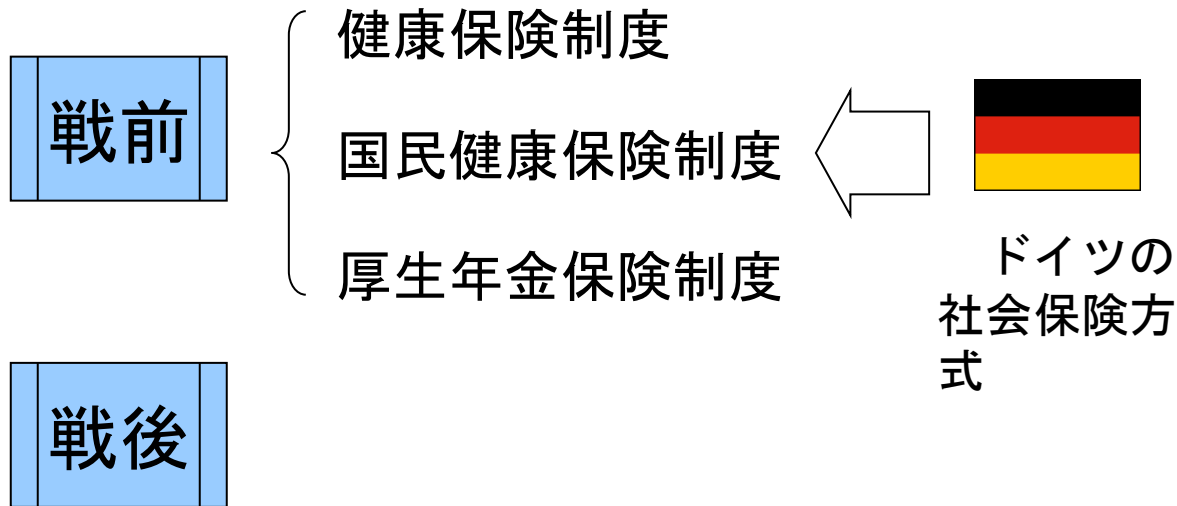 戦前
健康保険制度
国民健康保険制度
厚生年金保険制度
ドイツの
社会保険方
式
戦後